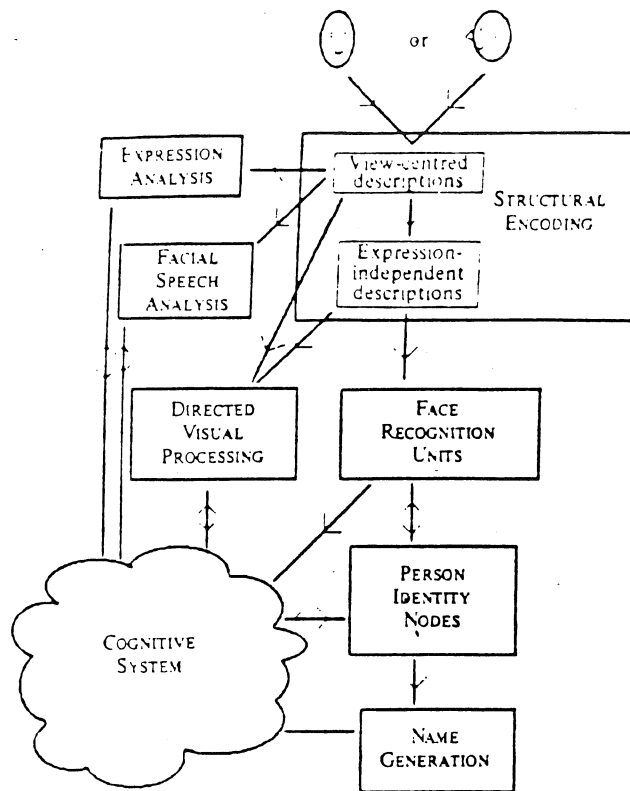 or
EXPRESSION
ANALYSIS
View-centred
descriptions
STRUCTURAL
ENCODING
FACIAL
SPEECH
ANALYSIS
Expression-
independent
descriptions
DIRECTED
VISUAL
PROCESSING
FACE
RECOGNITION
UNITS
COGNITIVE
SYSTEM
PERSON
IDENTITY
NODES
NAME
GENERATION